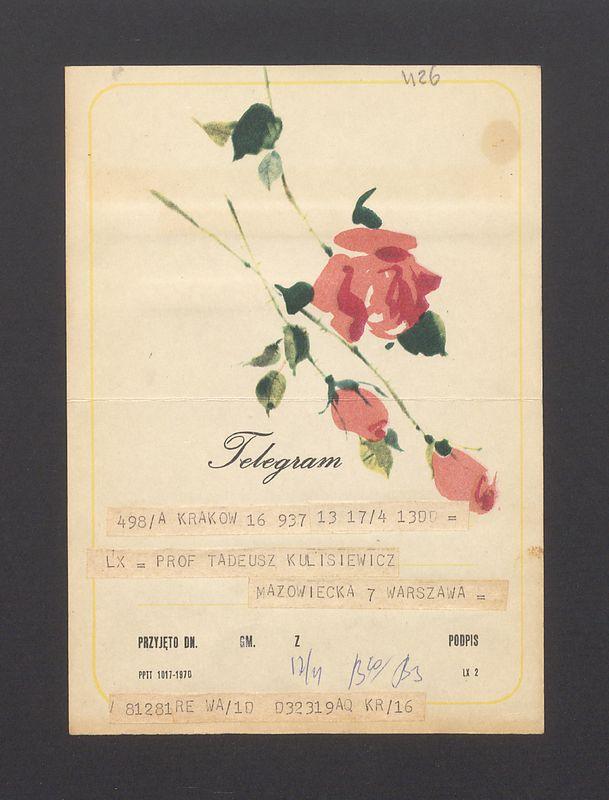 426
Telegram
498/A KRAKOW 16 937 13 17/4 13DD =
LX = PROF TADEUSZ KULISIEWICZ
MAZOWIECKA 7 WARSZAWA =
PRZYJĘTO DN. GM. Z PODPIS
PPTT 1017-1970 LX 2
81281RE WA/1D D32319AQ KR/16